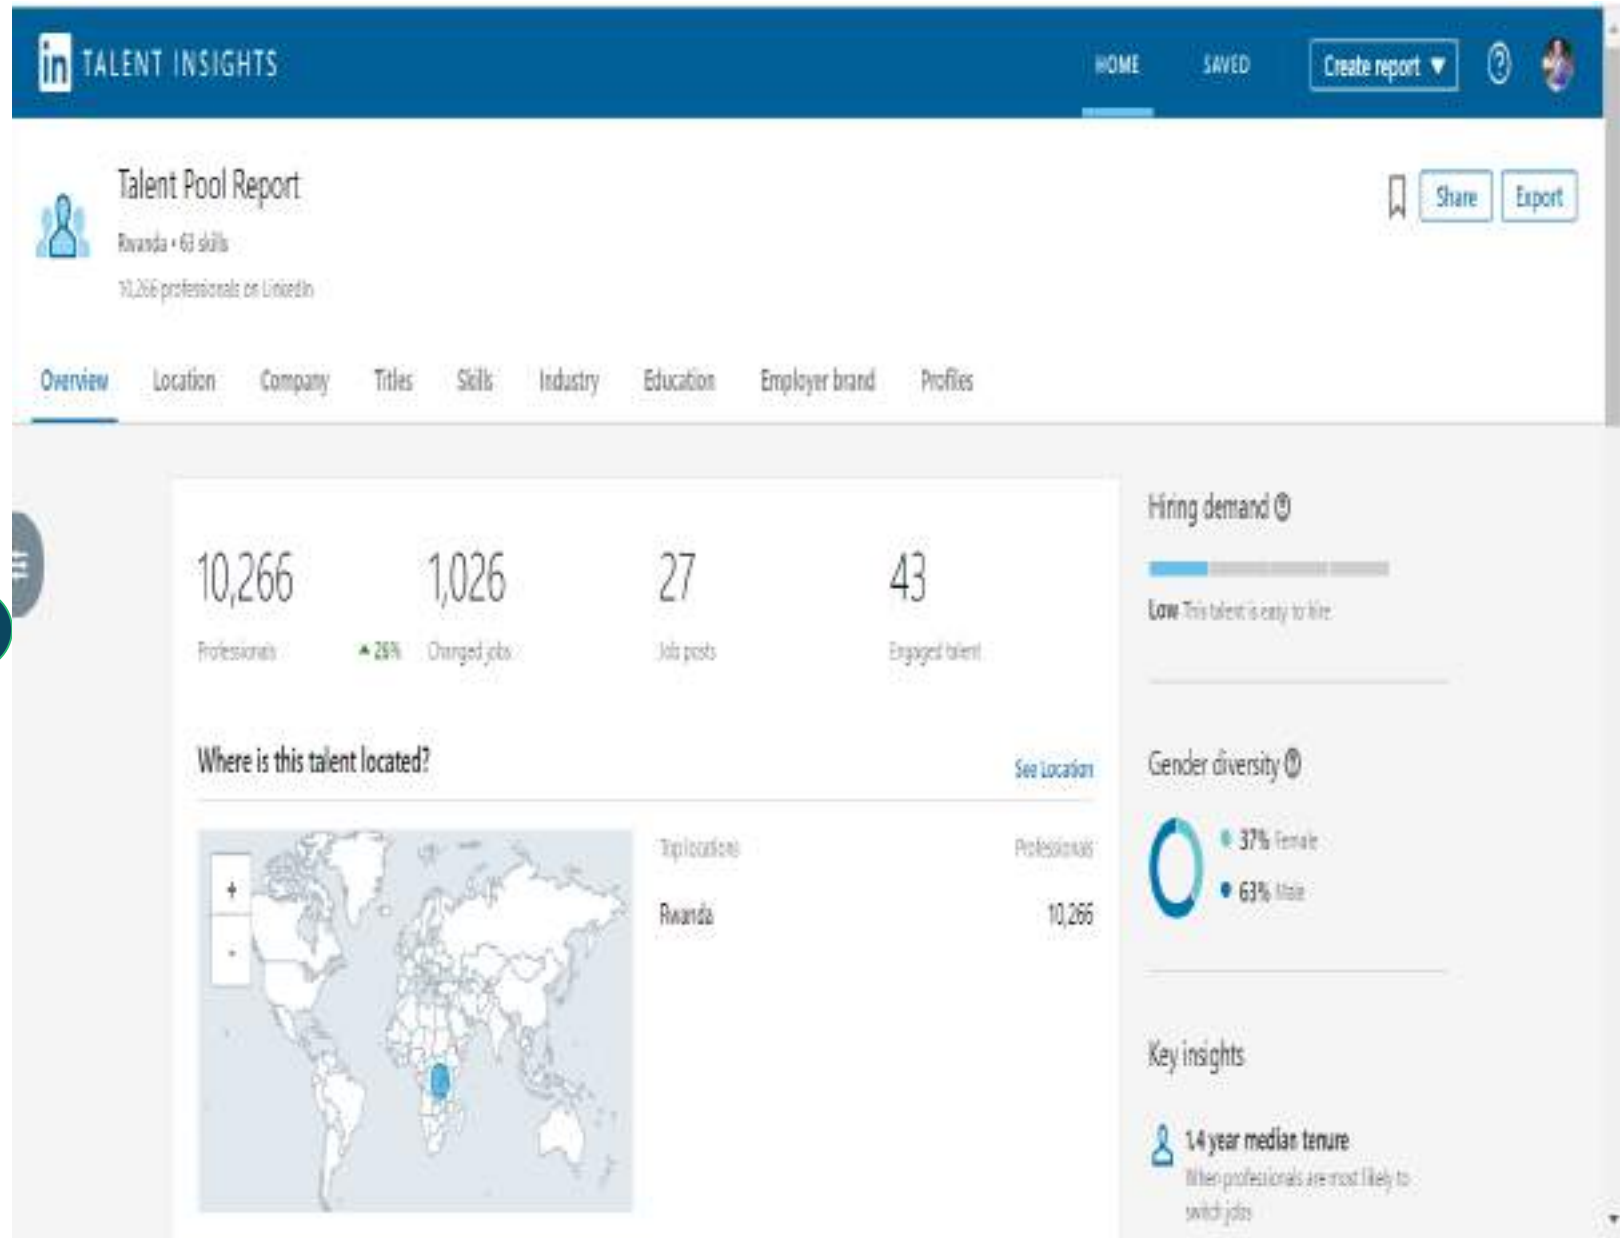 in TALENT INSIGHTS
HOME
SAVED
Create report ▼
Talent Pool Report
Rwanda • 63 skills
10,266 professionals on LinkedIn
Share
Export
Overview
Location
Company
Titles
Skills
Industry
Education
Employer brand
Profiles
10,266
Professionals
▲ 26%
1,026
Changed jobs
27
Job posts
43
Engaged talent
Hiring demand
Low This talent is easy to hire
Where is this talent located?
See Location
+
-
Top locations
Professionals
Rwanda
10,266
Gender diversity
37% Female
63% Male
Key insights
1.4 year median tenure
When professionals are most likely to
switch jobs